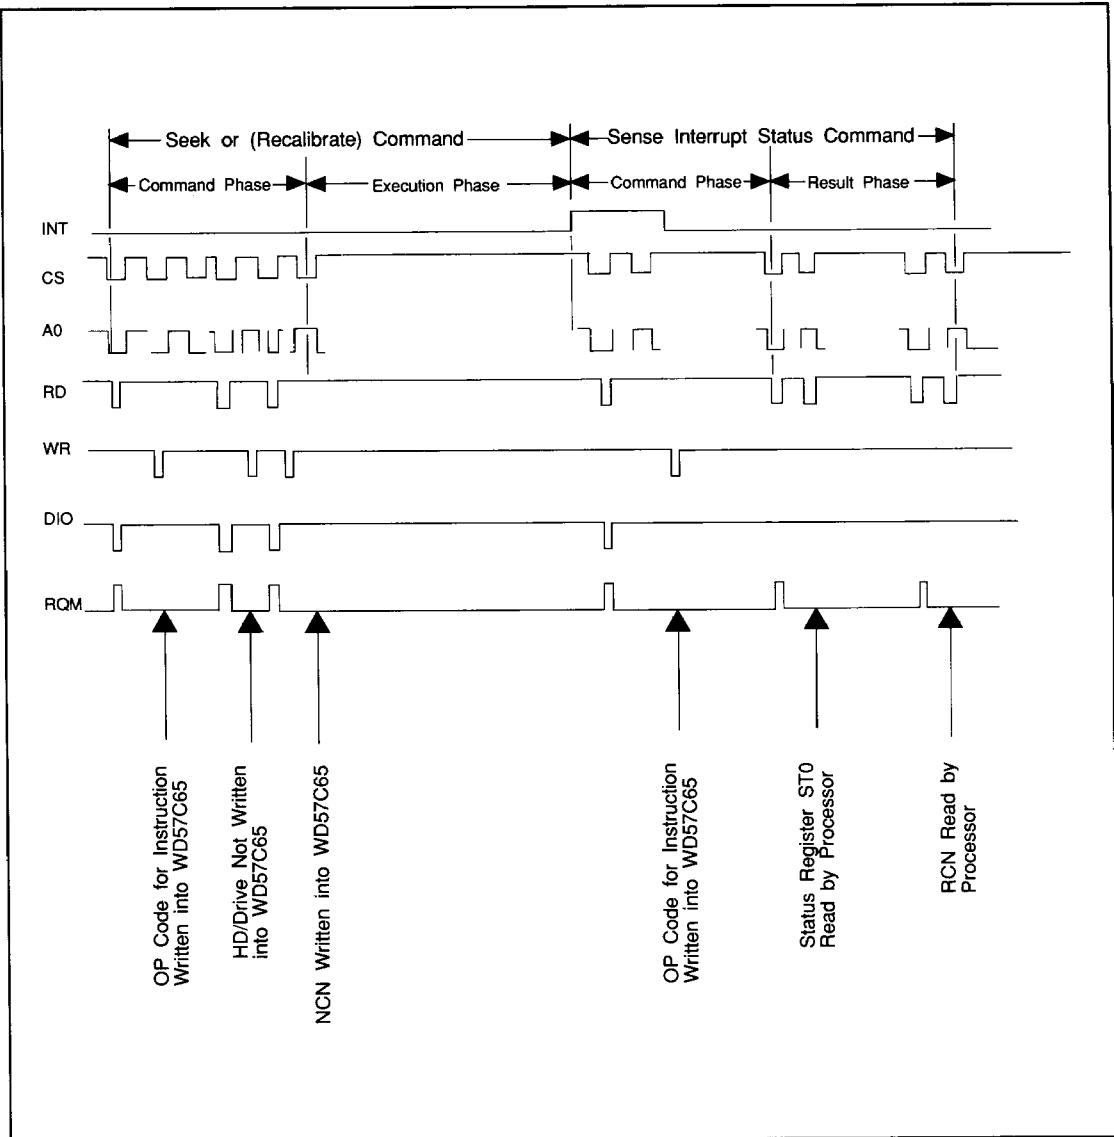 Seek or (Recalibrate) Command
Sense Interrupt Status Command
Command Phase
Execution Phase
Command Phase
Result Phase
INT
CS
A0
RD
WR
DIO
RQM
OP Code for Instruction
Written into WD57C65
HD/Drive Not Written
into WD57C65
NCN Written into WD57C65
OP Code for Instruction
Written into WD57C65
Status Register ST0
Read by Processor
RCN Read by
Processor